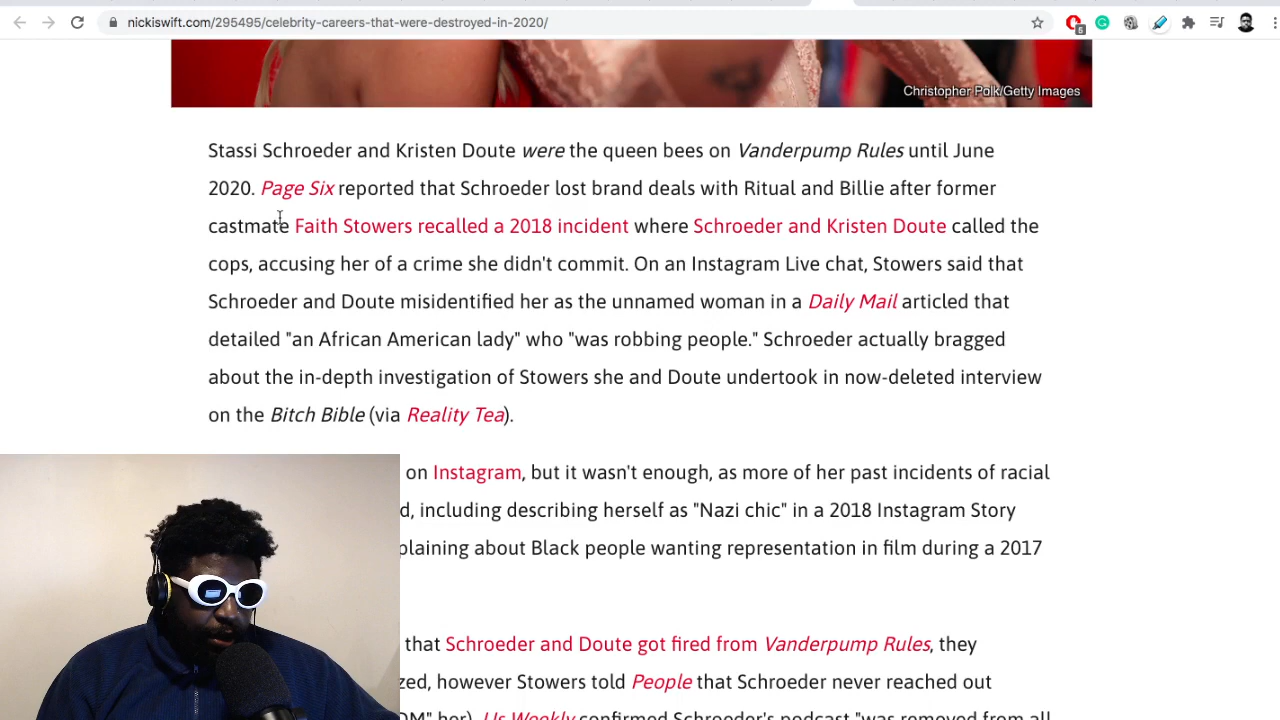 nickiswift.com/295495/celebrity-careers-that-were-destroyed-in-2020/
5
Christopher Polk/Getty Images
Stassi Schroeder and Kristen Doute were the queen bees on Vanderpump Rules until June
2020. Page Six reported that Schroeder lost brand deals with Ritual and Billie after former
castmate Faith Stowers recalled a 2018 incident where Schroeder and Kristen Doute called the
cops, accusing her of a crime she didn't commit. On an Instagram Live chat, Stowers said that
Schroeder and Doute misidentified her as the unnamed woman in a Daily Mail articled that
detailed "an African American lady" who "was robbing people." Schroeder actually bragged
about the in-depth investigation of Stowers she and Doute undertook in now-deleted interview
on the Bitch Bible (via Reality Tea).
on Instagram, but it wasn't enough, as more of her past incidents of racial
d, including describing herself as "Nazi chic" in a 2018 Instagram Story
plaining about Black people wanting representation in film during a 2017
that Schroeder and Doute got fired from Vanderpump Rules, they
zed, however Stowers told People that Schroeder never reached out
OM" her). Us Weekly confirmed Schroeder's podcast "was removed from all